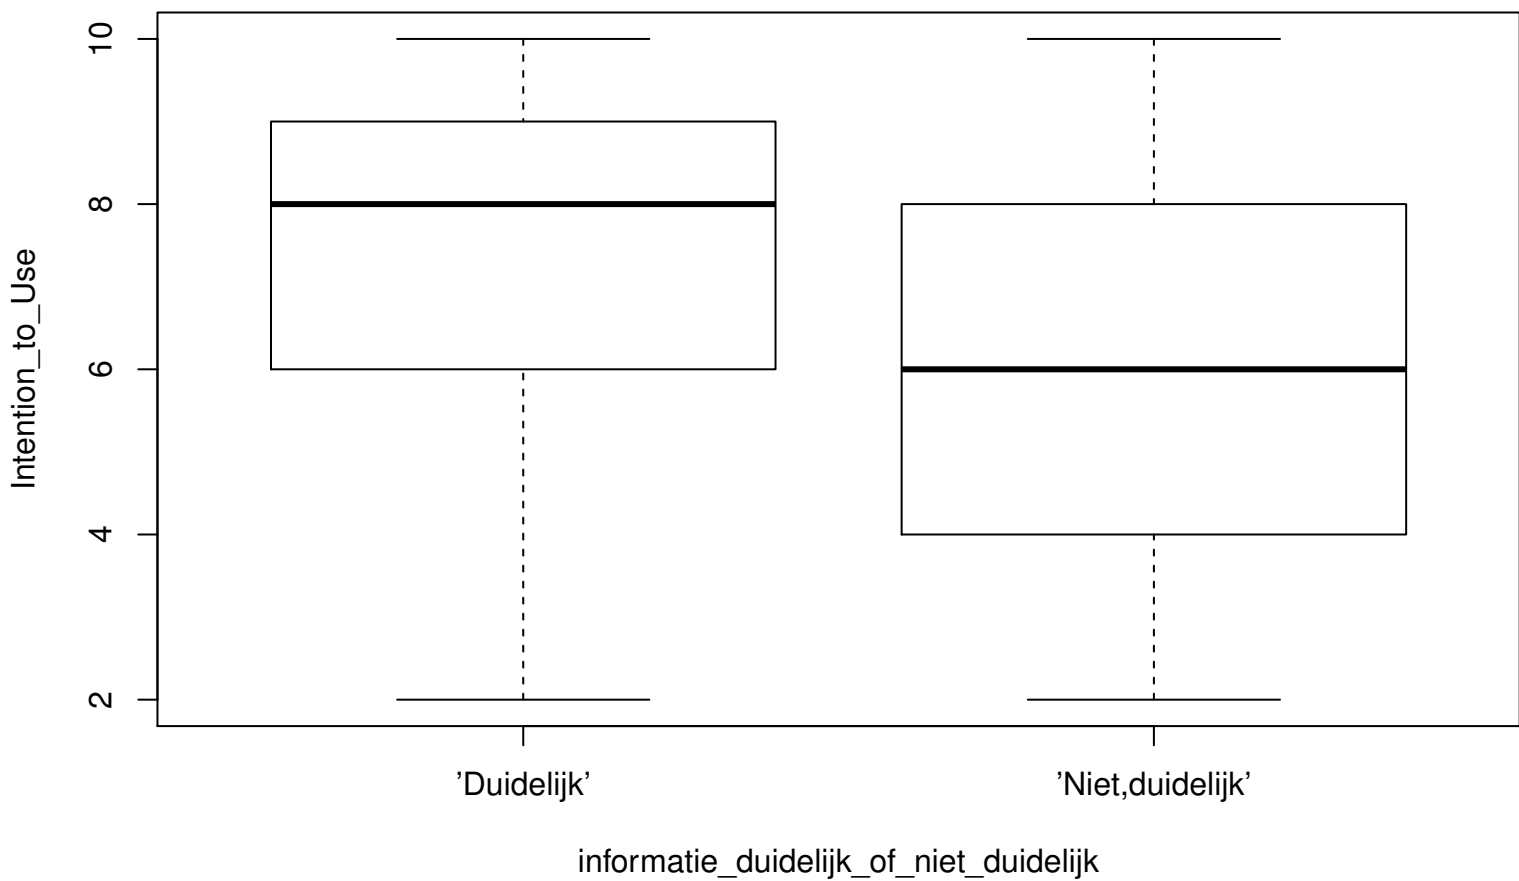 10
8
6
4
2
Intention_to_Use
’Duidelijk’
’Niet,duidelijk’
informatie_duidelijk_of_niet_duidelijk